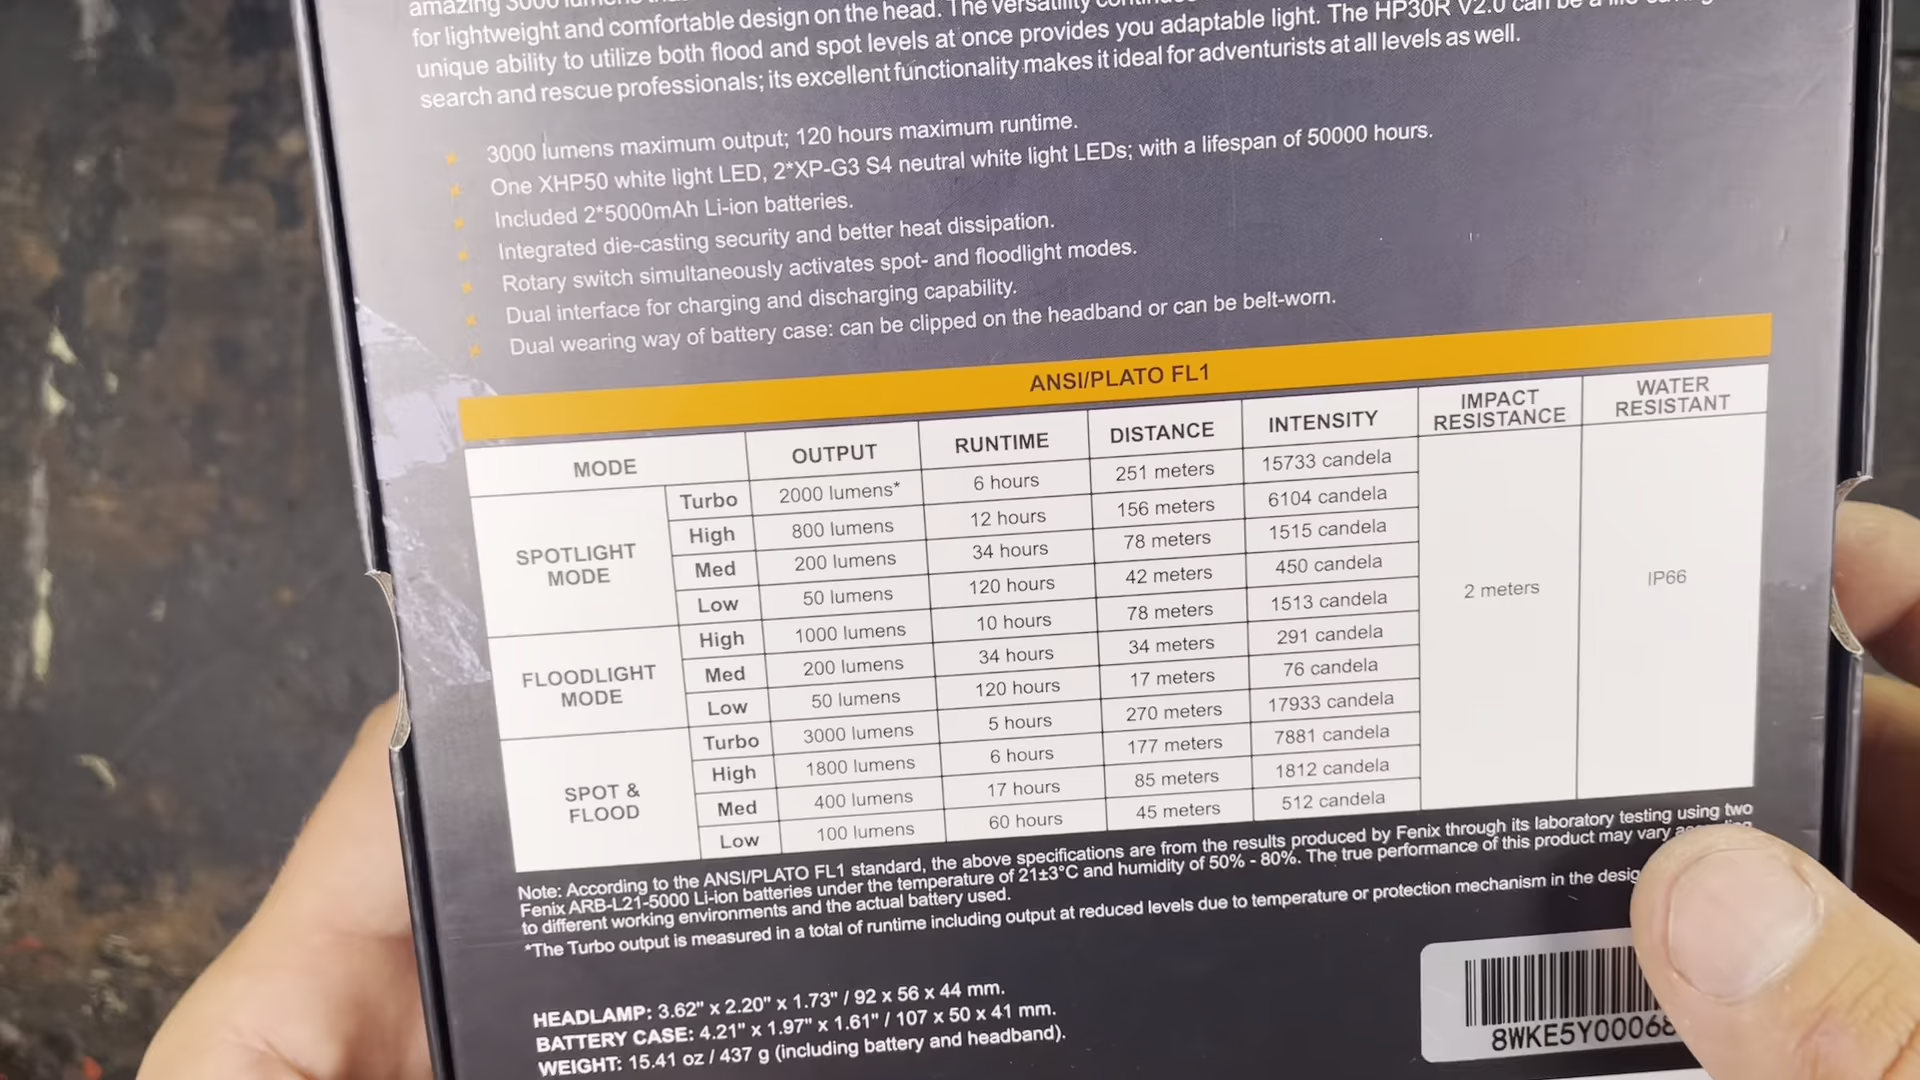 amazing 3000
for lightweight and comfortable design on the head. The versatility
unique ability to utilize both flood and spot levels at once provides you adaptable light. The HP30R V2.0 can be a
search and rescue professionals; its excellent functionality makes it ideal for adventurists at all levels as well.
3000 lumens maximum output; 120 hours maximum runtime.
One XHP50 white light LED, 2*XP-G3 S4 neutral white light LEDs; with a lifespan of 50000 hours.
Included 2*5000mAh Li-ion batteries.
Integrated die-casting security and better heat dissipation.
Rotary switch simultaneously activates spot- and floodlight modes.
Dual interface for charging and discharging capability.
Dual wearing way of battery case: can be clipped on the headband or can be belt-worn.
ANSI/PLATO FL1
MODE OUTPUT RUNTIME DISTANCE INTENSITY IMPACT RESISTANCE WATER RESISTANT
SPOTLIGHT MODE
Turbo 2000 lumens* 6 hours 251 meters 15733 candela
High 800 lumens 12 hours 156 meters 6104 candela
Med 200 lumens 34 hours 78 meters 1515 candela
Low 50 lumens 120 hours 42 meters 450 candela
FLOODLIGHT MODE
High 1000 lumens 10 hours 78 meters 1513 candela
Med 200 lumens 34 hours 34 meters 291 candela
Low 50 lumens 120 hours 17 meters 76 candela
SPOT & FLOOD
Turbo 3000 lumens 5 hours 270 meters 17933 candela
High 1800 lumens 6 hours 177 meters 7881 candela
Med 400 lumens 17 hours 85 meters 1812 candela
Low 100 lumens 60 hours 45 meters 512 candela
2 meters
IP66
Note: According to the ANSI/PLATO FL1 standard, the above specifications are from the results produced by Fenix through its laboratory testing using two
Fenix ARB-L21-5000 Li-ion batteries under the temperature of 21±3°C and humidity of 50% - 80%. The true performance of this product may vary
to different working environments and the actual battery used.
*The Turbo output is measured in a total of runtime including output at reduced levels due to temperature or protection mechanism in the
HEADLAMP: 3.62" x 2.20" x 1.73" / 92 x 56 x 44 mm.
BATTERY CASE: 4.21" x 1.97" x 1.61" / 107 x 50 x 41 mm.
WEIGHT: 15.41 oz / 437 g (including battery and headband).
8WKE5Y00068